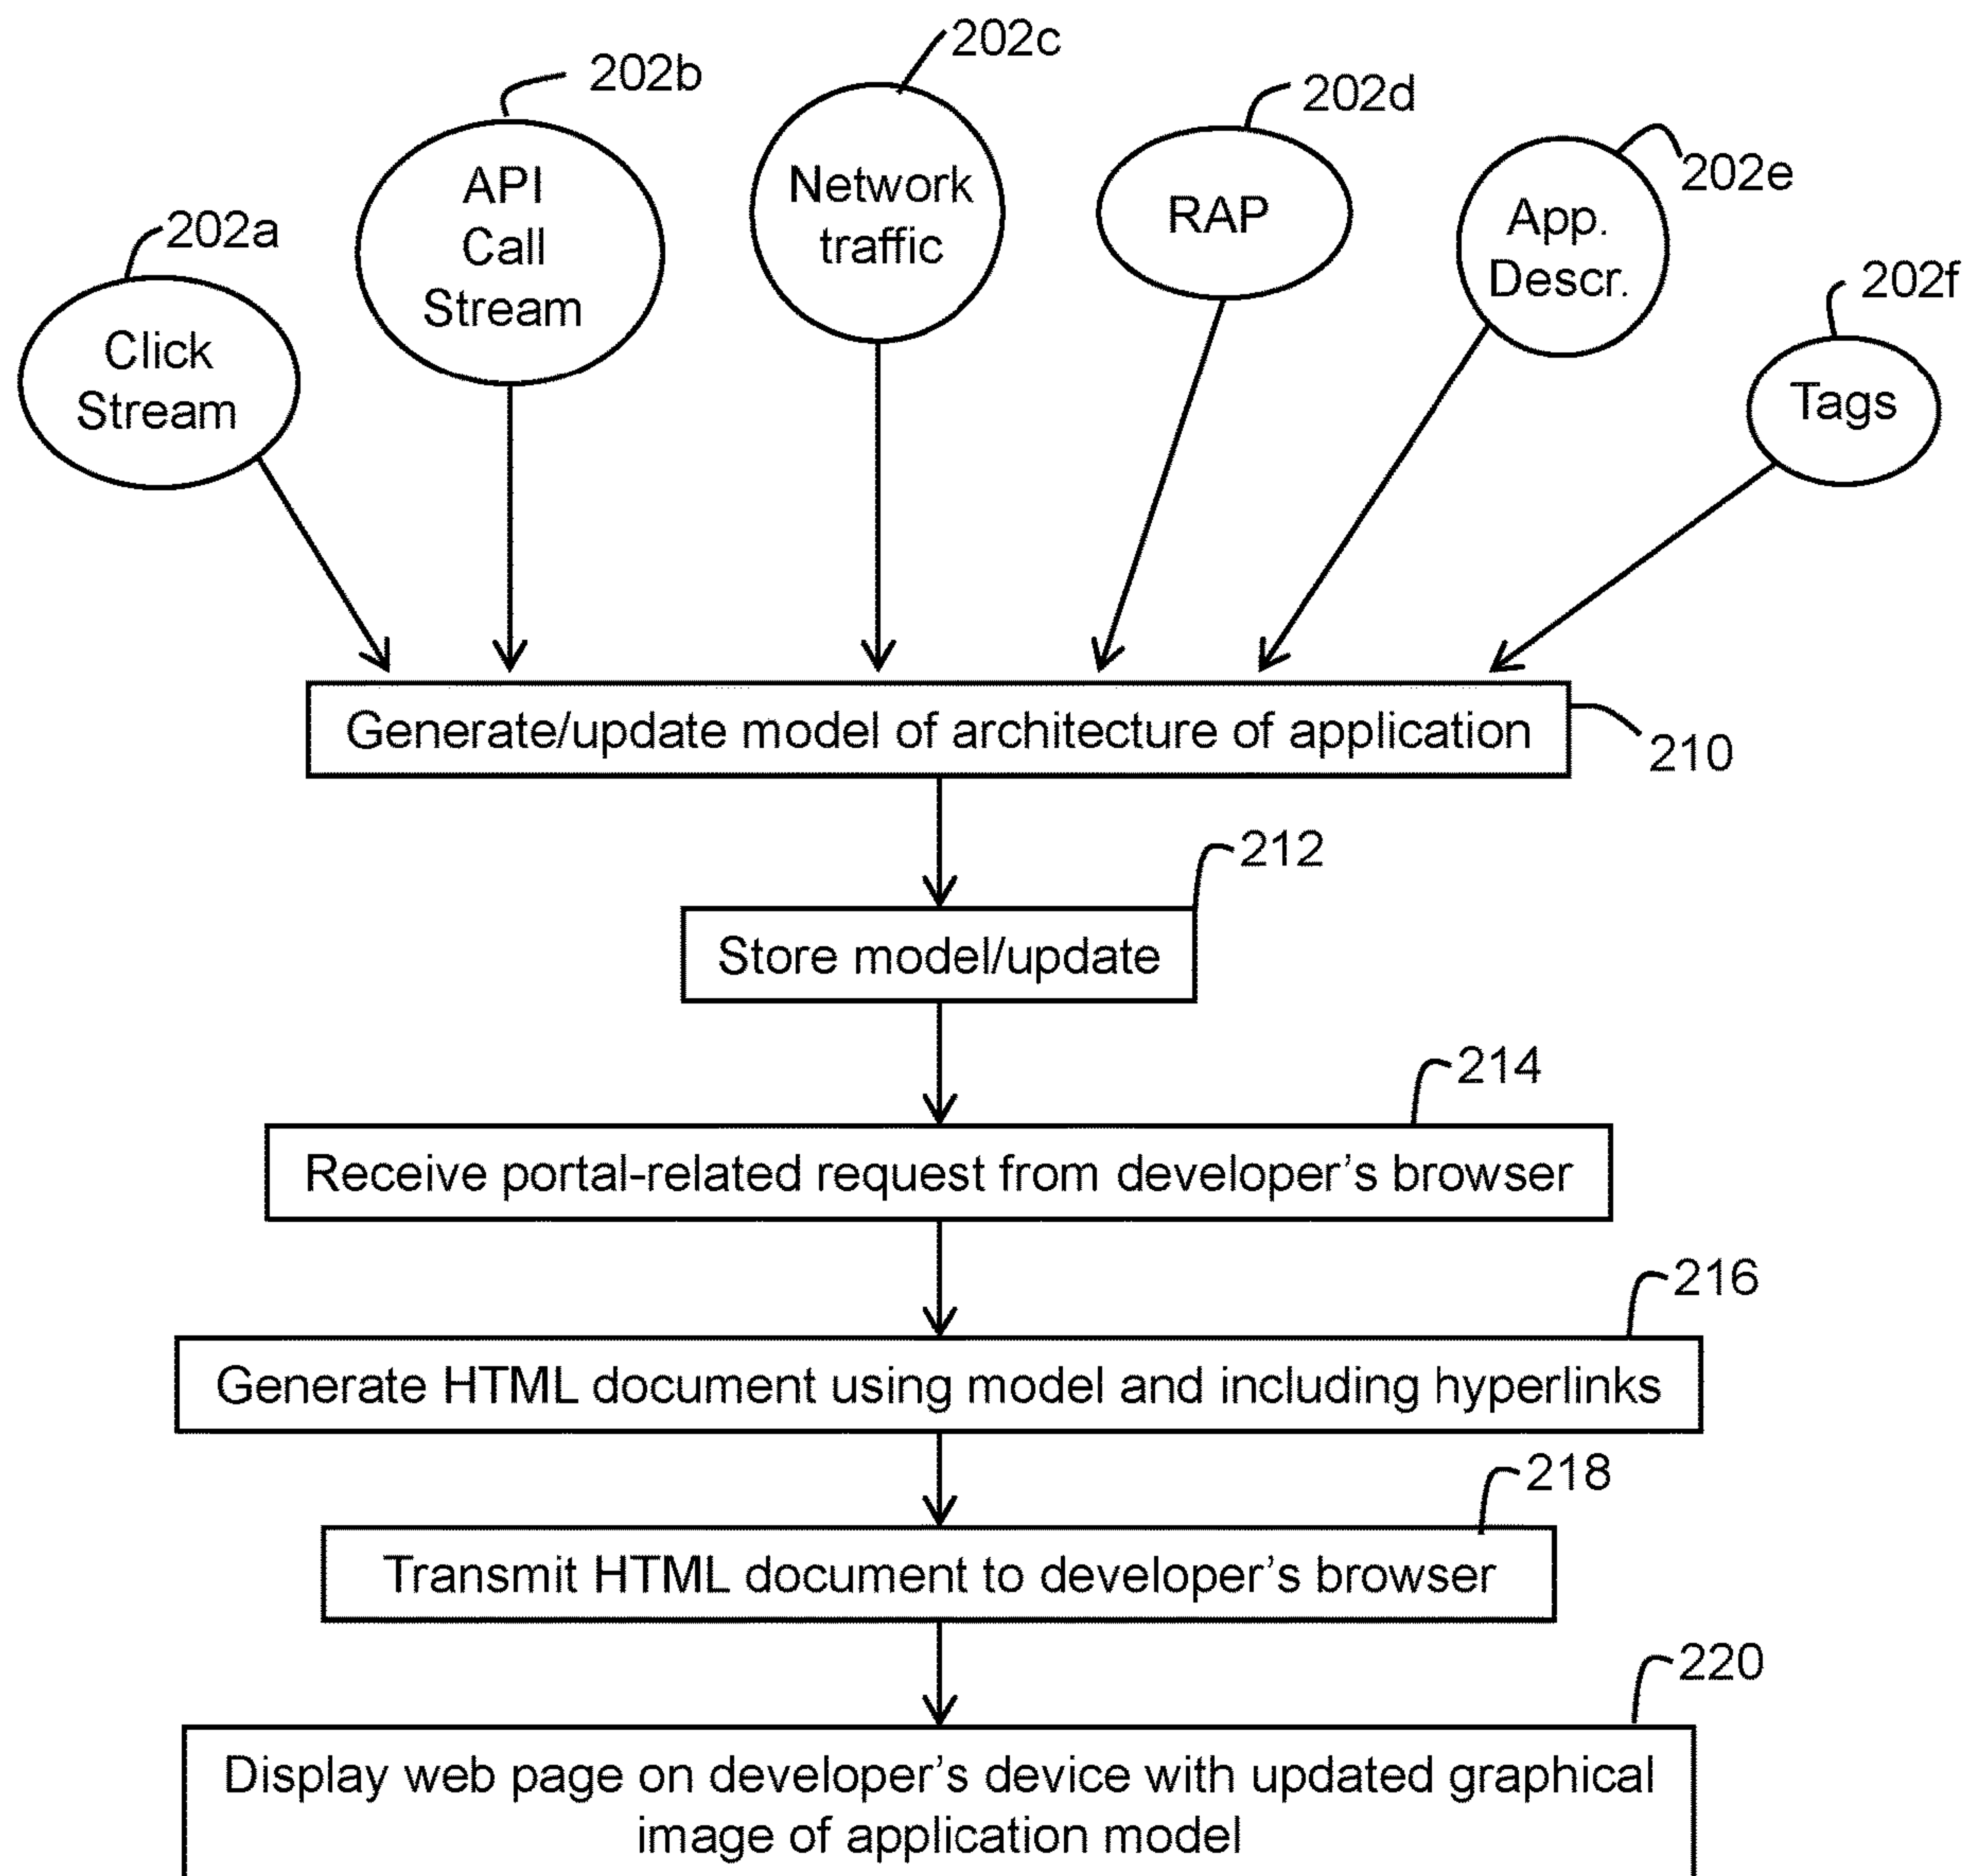 202a
Click
Stream
202b
API
Call
Stream
202c
Network
traffic
202d
RAP
202e
App.
Descr.
202f
Tags
Generate/update model of architecture of application
210
212
Store model/update
214
Receive portal-related request from developer's browser
216
Generate HTML document using model and including hyperlinks
218
Transmit HTML document to developer's browser
220
Display web page on developer's device with updated graphical
image of application model